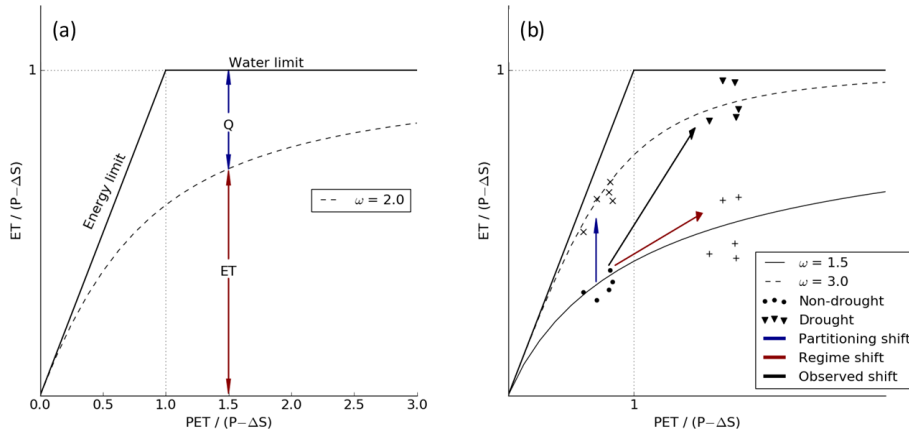 (a)
Water limit
1
Q
Energy limit
ω = 2.0
ET
ET / (P−ΔS)
0.0 0.5 1.0 1.5 2.0 2.5 3.0
PET / (P−ΔS)
(b)
1
ET / (P−ΔS)
ω = 1.5
ω = 3.0
Non-drought
Drought
Partitioning shift
Regime shift
Observed shift
1
PET / (P−ΔS)